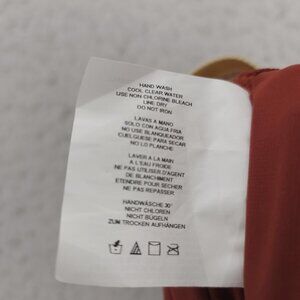 HAND WASH
COOL CLEAR WATER
USE NON CHLORINE BLEACH
LINE DRY
DO NOT IRON
LAVAS A MANO
SOLO CON AGUA FRIA
NO USE BLANQUEADOR
CUELGUESE PARA SECAR
NO LO PLANCHE
LAVER A LA MAIN
A L'EAU FROIDE
NE PAS UTILISER D'AGENT
DE BLANCHIMENT
ETENDRE POUR SECHER
NE PAS REPASSER
HANDWÄSCHE 30°
NICHT CHLOREN
NICHT BUGELN
ZUM TROCKEN AUFHÄNGEN